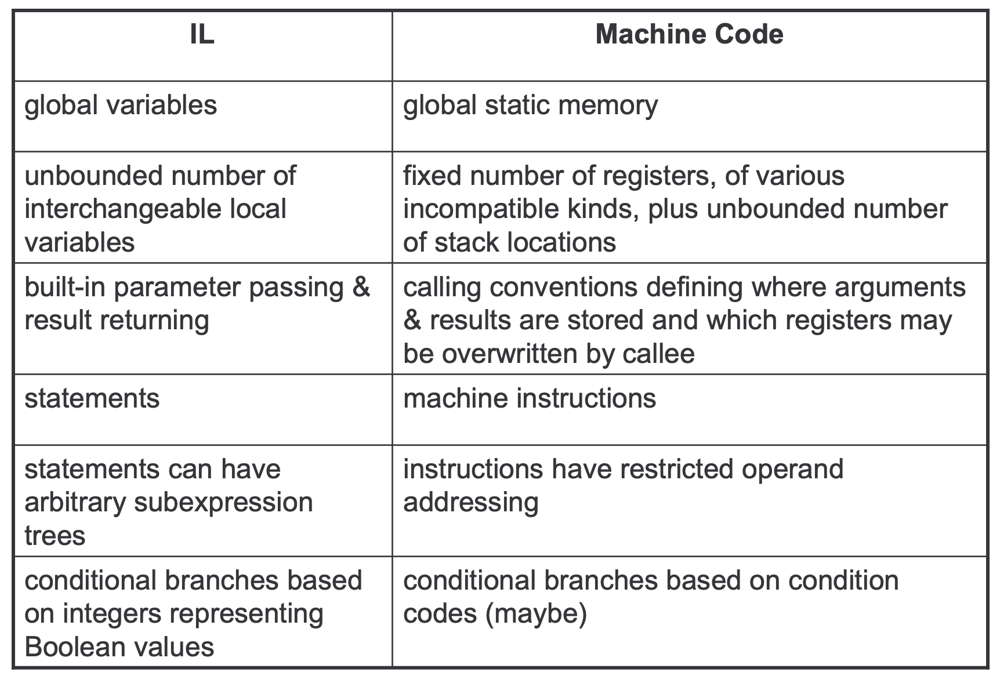 IL
Machine Code
global variables
global static memory
unbounded number of
interchangeable local
variables
fixed number of registers, of various
incompatible kinds, plus unbounded number
of stack locations
built-in parameter passing &
result returning
calling conventions defining where arguments
& results are stored and which registers may
be overwritten by callee
statements
machine instructions
statements can have
arbitrary subexpression
trees
instructions have restricted operand
addressing
conditional branches based
on integers representing
Boolean values
conditional branches based on condition
codes (maybe)